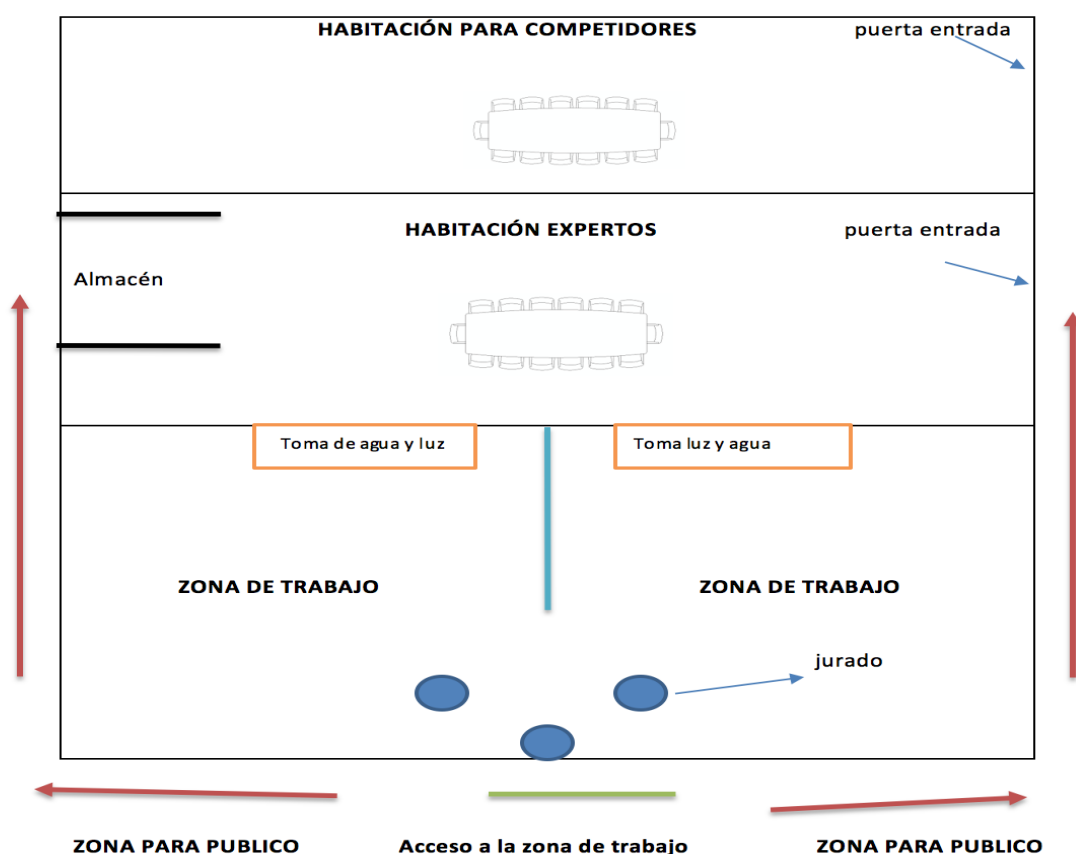 HABITACIÓN PARA COMPETIDORES
puerta entrada
HABITACIÓN EXPERTOS
puerta entrada
Almacén
Toma de agua y luz
Toma luz y agua
ZONA DE TRABAJO
ZONA DE TRABAJO
jurado
ZONA PARA PUBLICO
Acceso a la zona de trabajo
ZONA PARA PUBLICO